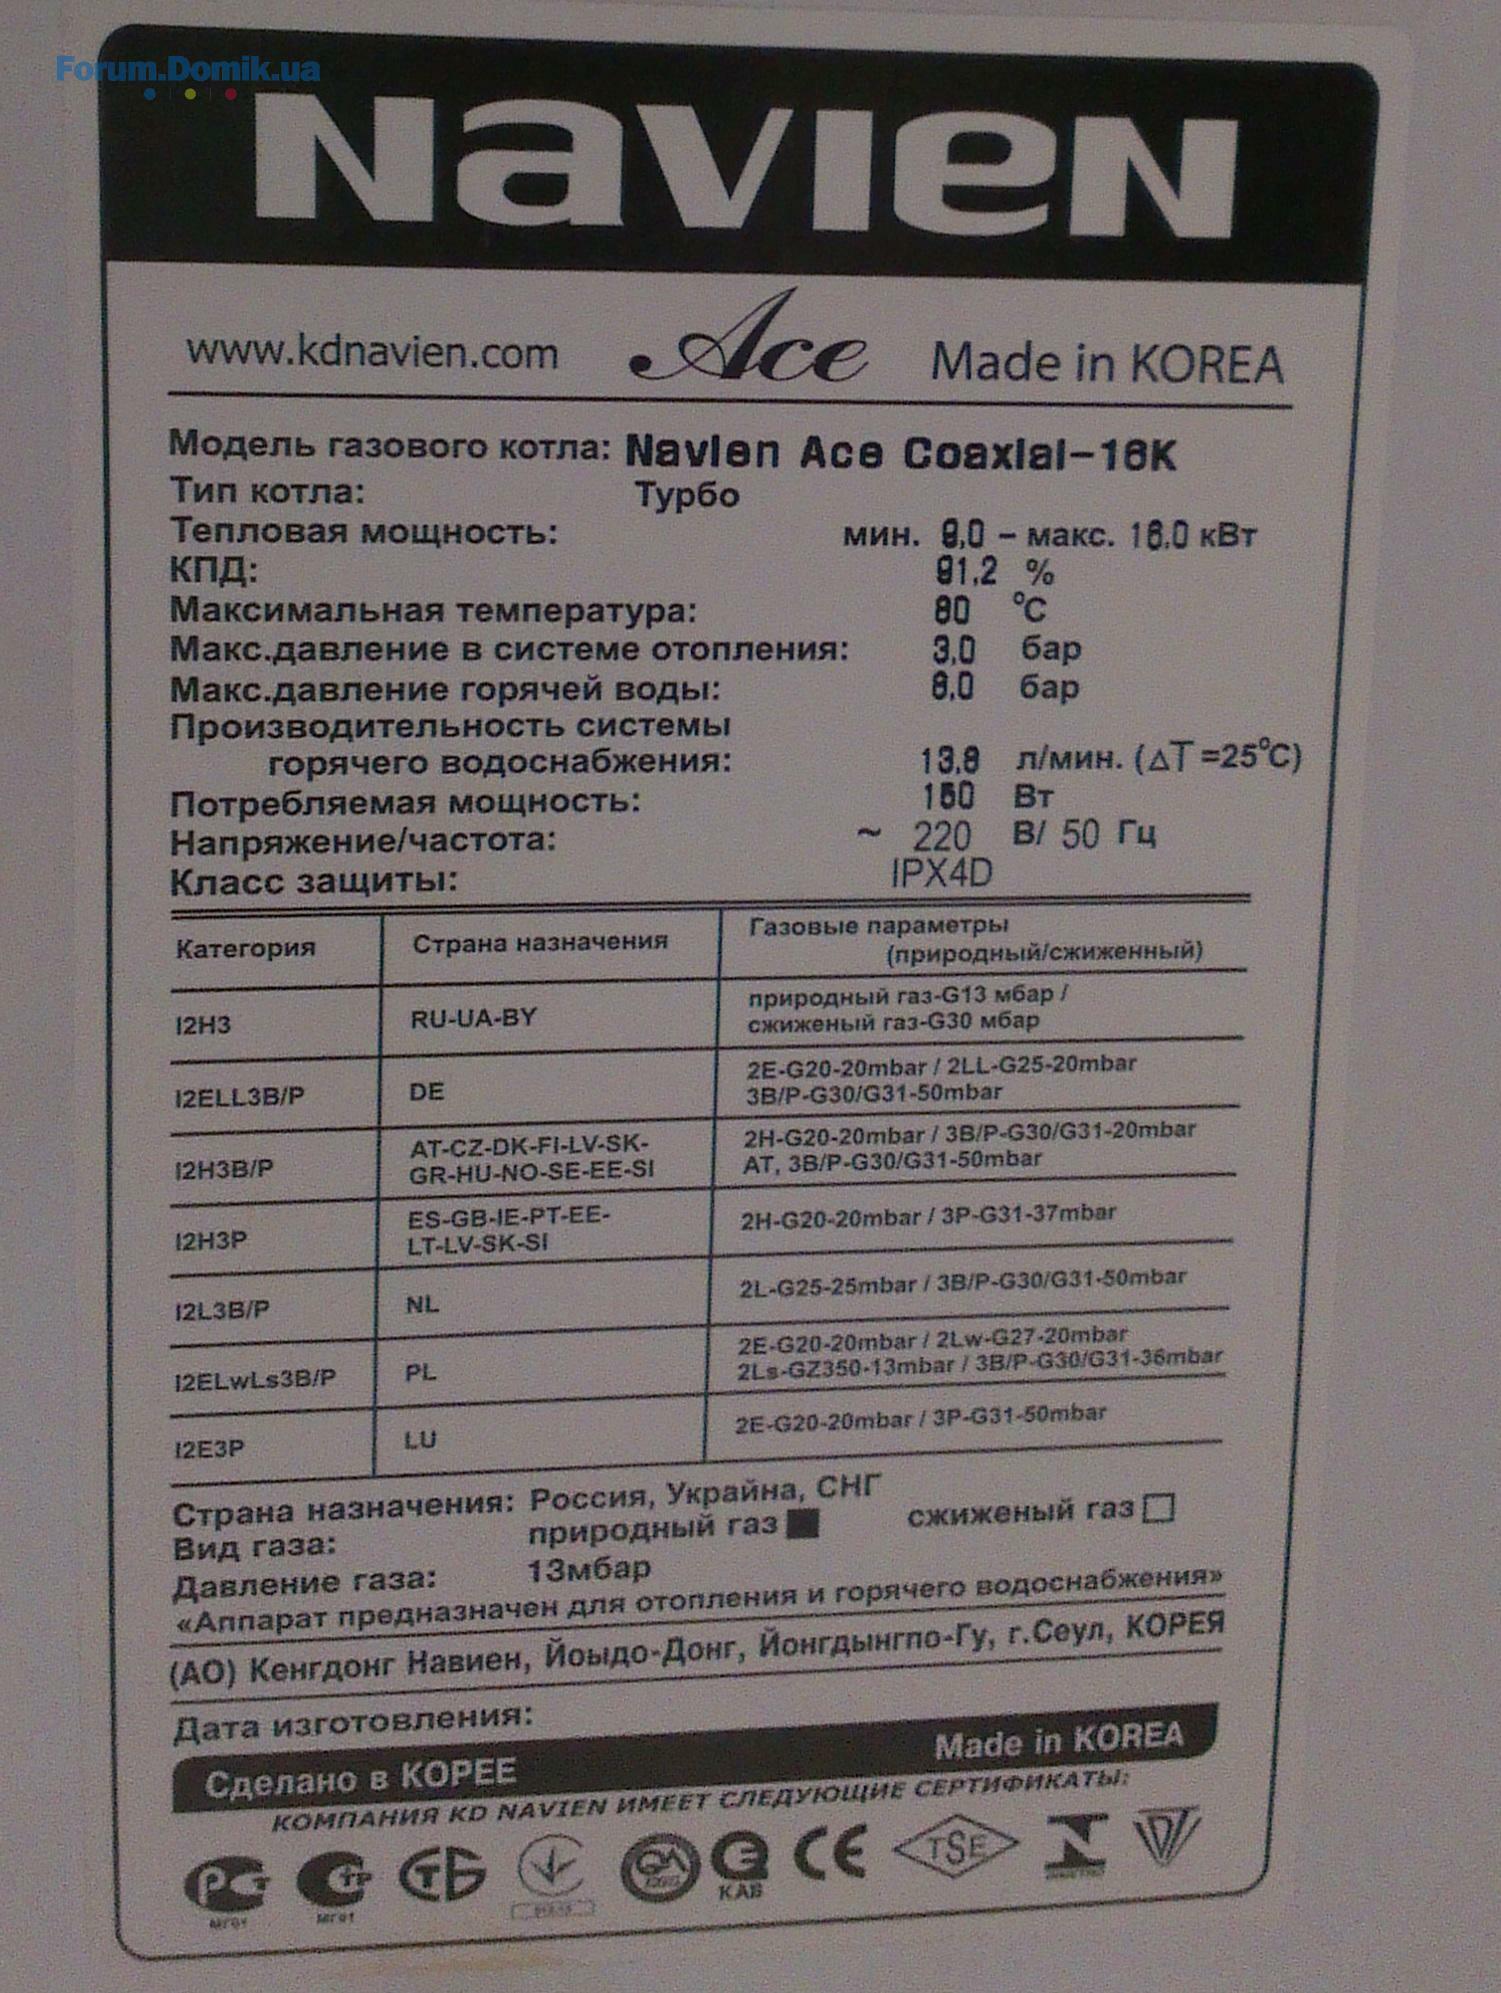 Forum.Domik.ua
NAVIEN
www.kdnavien.com Ace Made in KOREA
Модель газового котла: Navien Ace Coaxial-16K
Тип котла: Турбо
Тепловая мощность: мин. 9,0 – макс. 16,0 кВт
КПД: 91,2 %
Максимальная температура: 80 °C
Макс.давление в системе отопления: 3,0 бар
Макс.давление горячей воды: 8,0 бар
Производительность системы
горячего водоснабжения: 13,8 л/мин. (ΔT =25°C)
Потребляемая мощность: 150 Вт
Напряжение/частота: ~ 220 В/ 50 Гц
Класс защиты: IPX4D
Категория Страна назначения Газовые параметры
(природный/сжиженный)
I2H3 RU-UA-BY природный газ-G13 мбар /
сжиженый газ-G30 мбар
I2ELL3B/P DE 2E-G20-20mbar / 2LL-G25-20mbar
3B/P-G30/G31-50mbar
I2H3B/P AT-CZ-DK-FI-LV-SK- 2H-G20-20mbar / 3B/P-G30/G31-20mbar
GR-HU-NO-SE-EE-SI AT, 3B/P-G30/G31-50mbar
I2H3P ES-GB-IE-PT-EE- 2H-G20-20mbar / 3P-G31-37mbar
LT-LV-SK-SI
I2L3B/P NL 2L-G25-25mbar / 3B/P-G30/G31-50mbar
I2ELwLs3B/P PL 2E-G20-20mbar / 2Lw-G27-20mbar
2Ls-GZ350-13mbar / 3B/P-G30/G31-36mbar
I2E3P LU 2E-G20-20mbar / 3P-G31-50mbar
Страна назначения: Россия, Украйна, СНГ
Вид газа: природный газ ■ сжиженый газ □
Давление газа: 13мбар
«Аппарат предназначен для отопления и горячего водоснабжения»
(АО) Кенгдонг Навиен, Йоыдо-Донг, Йонгдынгпо-Гу, г.Сеул, КОРЕЯ
Дата изготовления:
Сделано в КОРЕЕ Made in KOREA
КОМПАНИЯ KD NAVIEN ИМЕЕТ СЛЕДУЮЩИЕ СЕРТИФИКАТЫ:
СТБ QA КАВ CE TSE
МГ01 МГ01